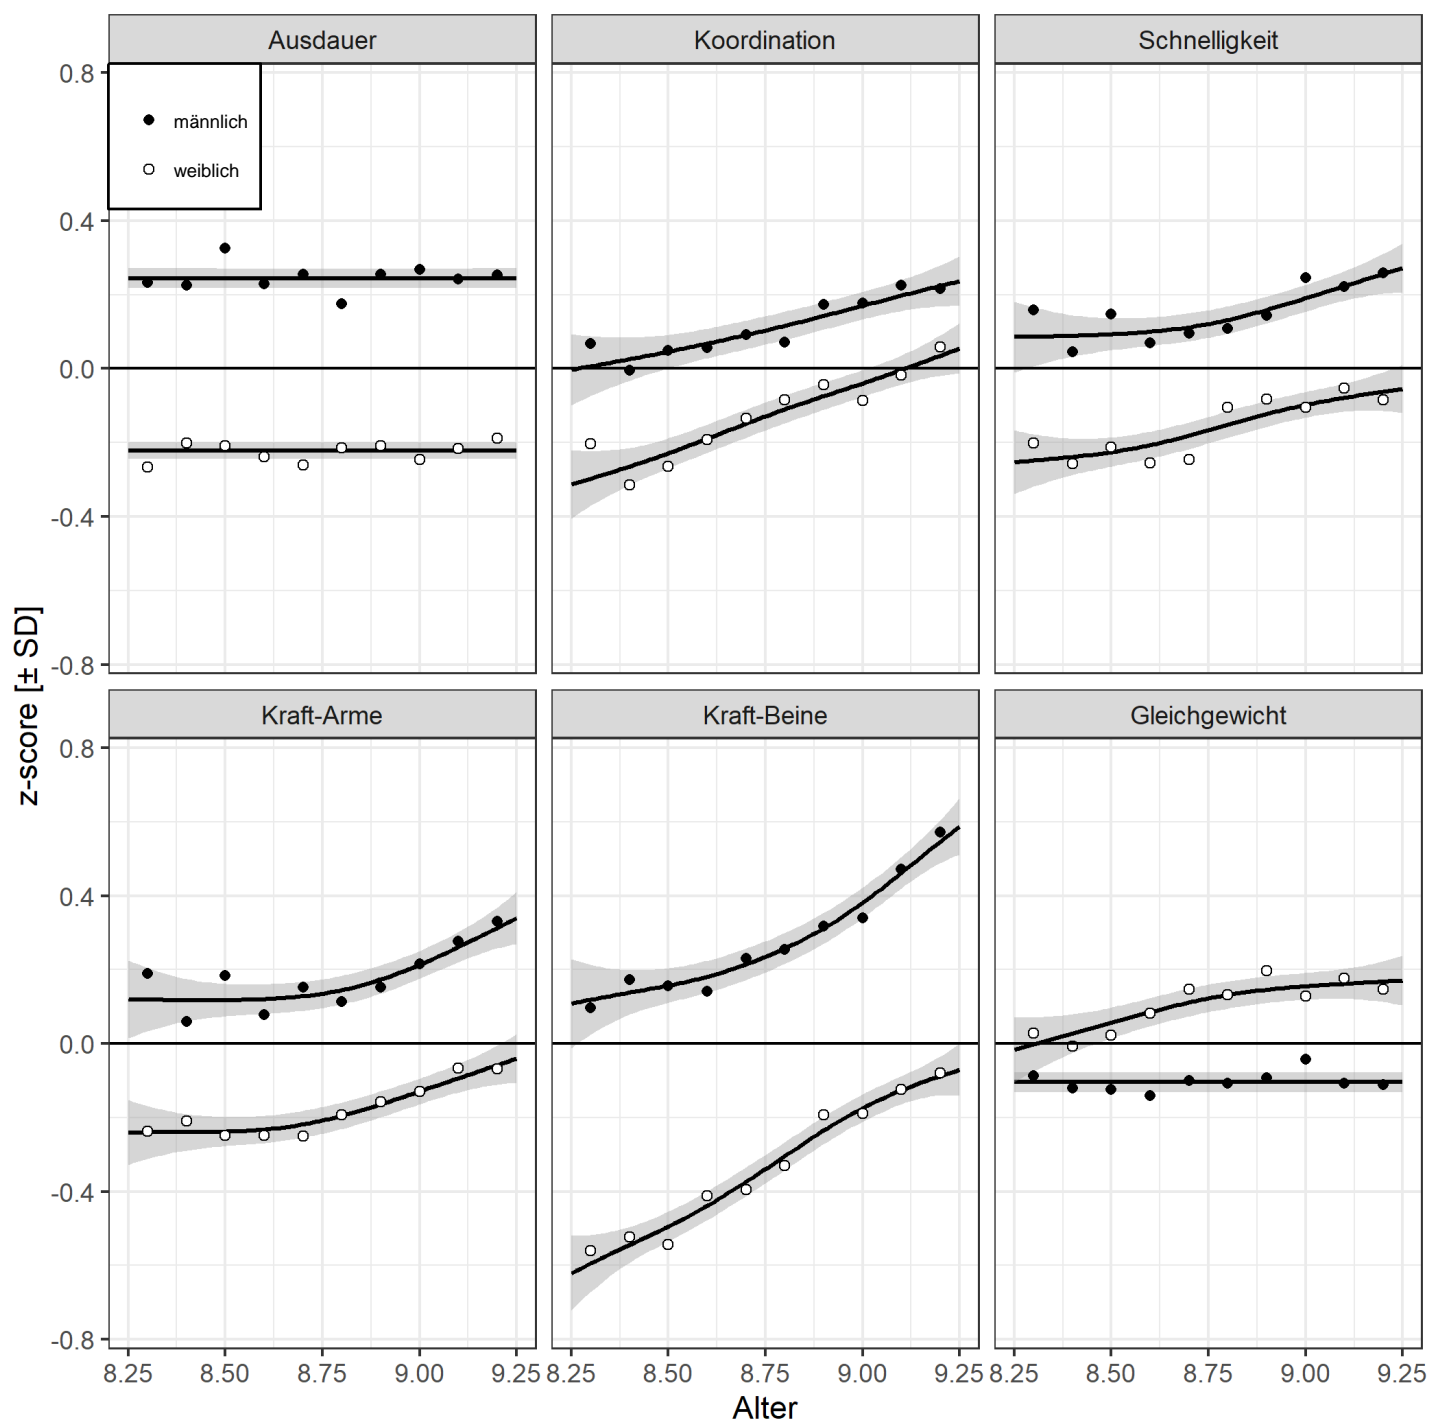 Ausdauer Koordination Schnelligkeit
0.8
männlich
weiblich
0.4
0.0
-0.4
-0.8
z-score [± SD]
Kraft-Arme Kraft-Beine Gleichgewicht
0.8
0.4
0.0
-0.4
-0.8
8.25 8.50 8.75 9.00 9.25 8.25 8.50 8.75 9.00 9.25 8.25 8.50 8.75 9.00 9.25
Alter